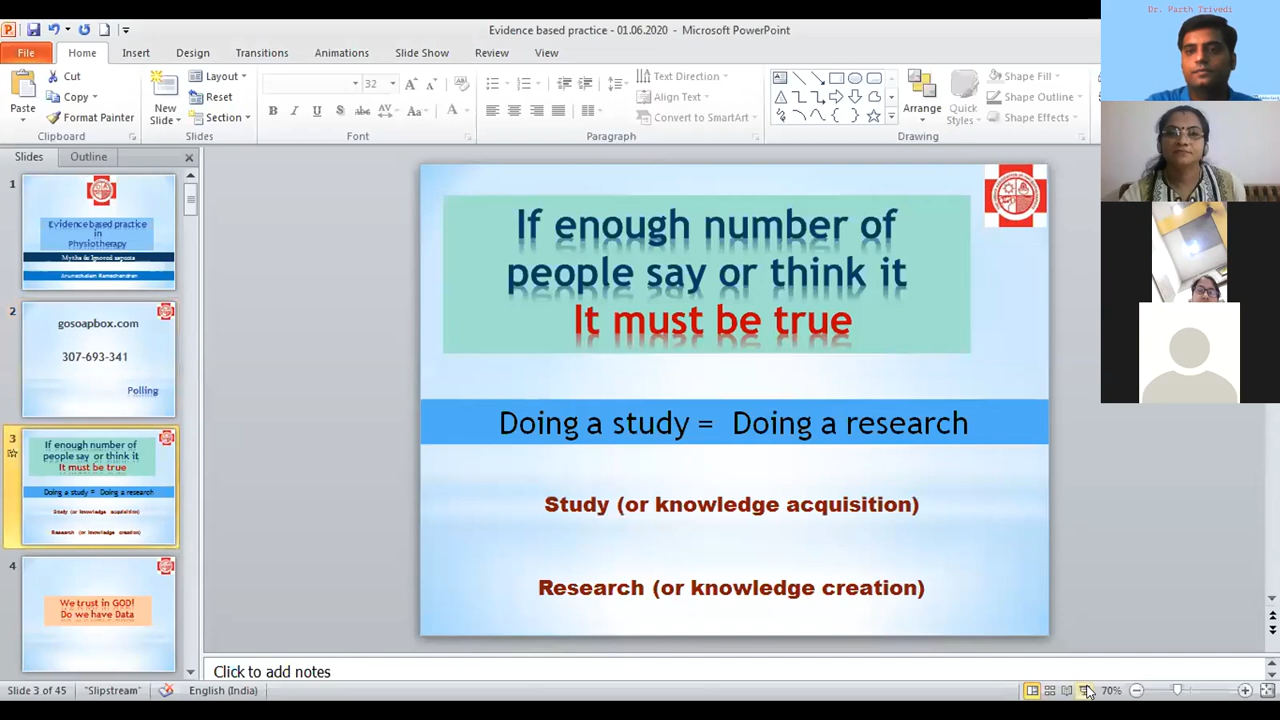 Evidence based practice - 01.06.2020 - Microsoft PowerPoint
Dr. Parth Trivedi
File Home Insert Design Transitions Animations Slide Show Review View
Paste
Cut
Copy
Format Painter
Clipboard
New Slide
Layout
Reset
Section
Slides
32
Font
Text Direction
Align Text
Convert to SmartArt
Paragraph
Arrange
Quick Styles
Shape Fill
Shape Outline
Shape Effects
Drawing
Slides Outline
1
Evidence based practice
in
Physiotherapy
Myths & Ignored aspects
Arunachalam Ramachandran
2
gosoapbox.com
307-693-341
Polling
3
If enough number of
people say or think it
It must be true
Doing a study = Doing a research
Study (or knowledge acquisition)
Research (or knowledge creation)
4
We trust in GOD!
Do we have Data
If enough number of
people say or think it
It must be true
Doing a study = Doing a research
Study (or knowledge acquisition)
Research (or knowledge creation)
Click to add notes
Slide 3 of 45 "Slipstream" English (India) 70%